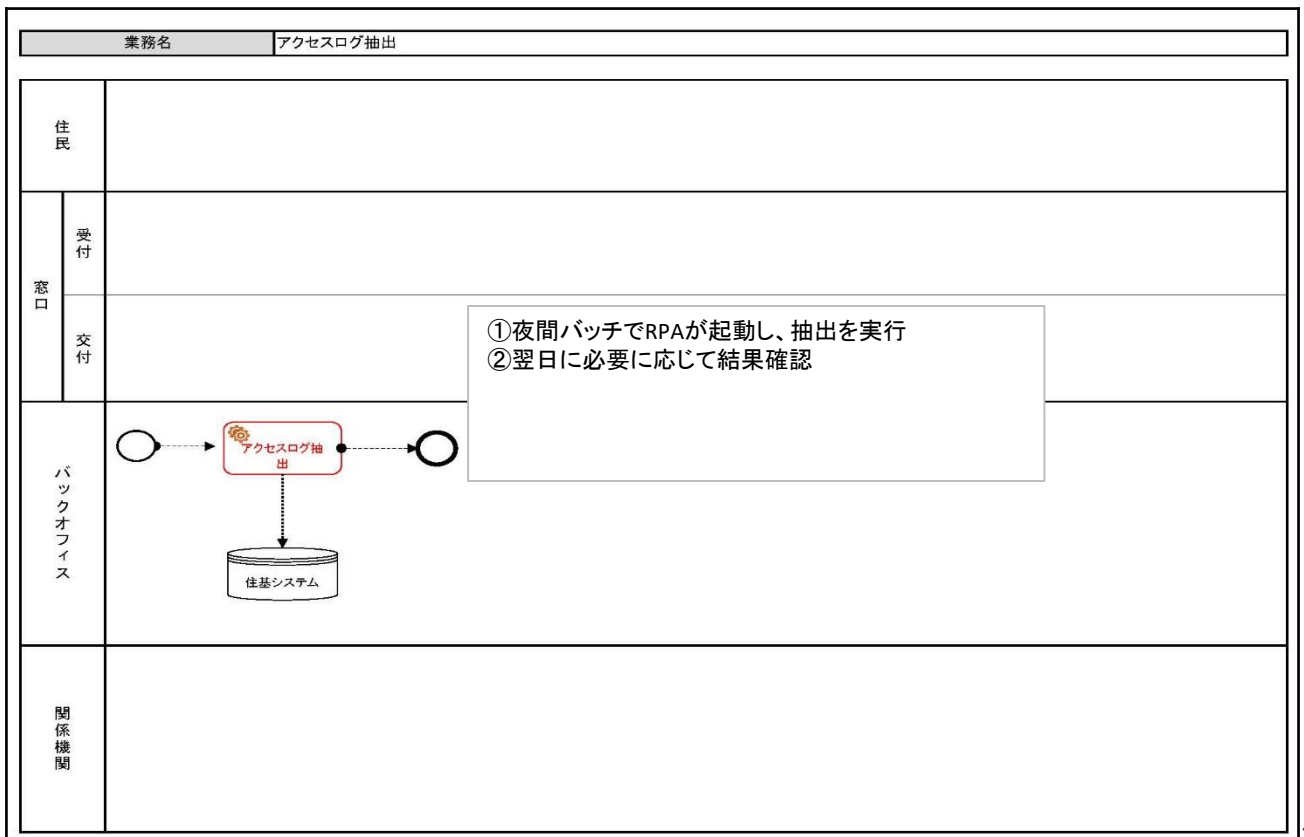 業務名
アクセスログ抽出
住民
窓口
受付
交付
①夜間バッチでRPAが起動し、抽出を実行
②翌日に必要に応じて結果確認
バックオフィス
アクセスログ抽
出
住基システム
関係機関